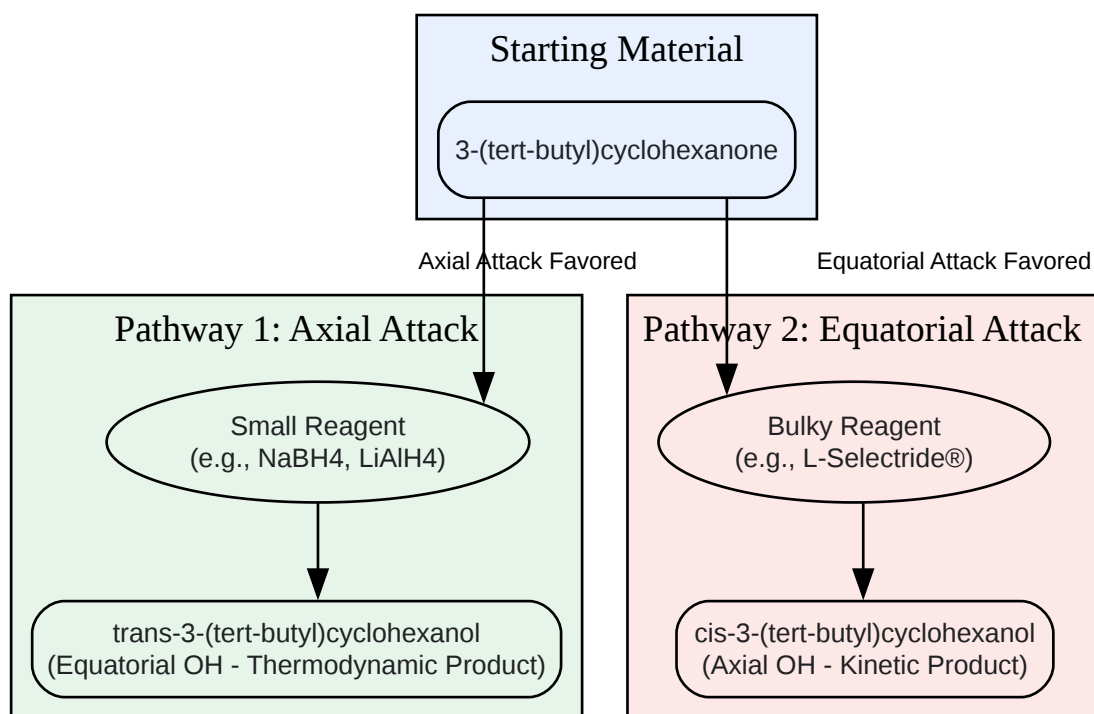 Starting Material
3-(tert-butyl)cyclohexanone
Axial Attack Favored
Equatorial Attack Favored
Pathway 1: Axial Attack
Small Reagent
(e.g., NaBH4, LiAlH4)
trans-3-(tert-butyl)cyclohexanol
(Equatorial OH - Thermodynamic Product)
Pathway 2: Equatorial Attack
Bulky Reagent
(e.g., L-Selectride®)
cis-3-(tert-butyl)cyclohexanol
(Axial OH - Kinetic Product)